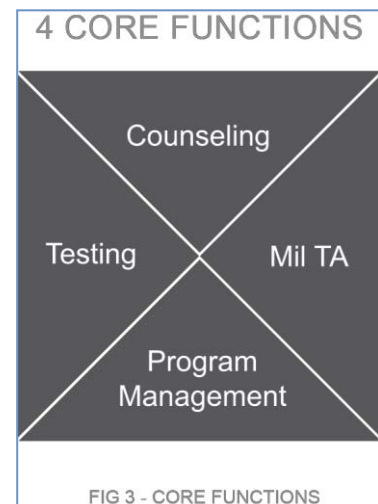 4 CORE FUNCTIONS
Counseling
Testing
Mil TA
Program
Management
FIG 3 - CORE FUNCTIONS